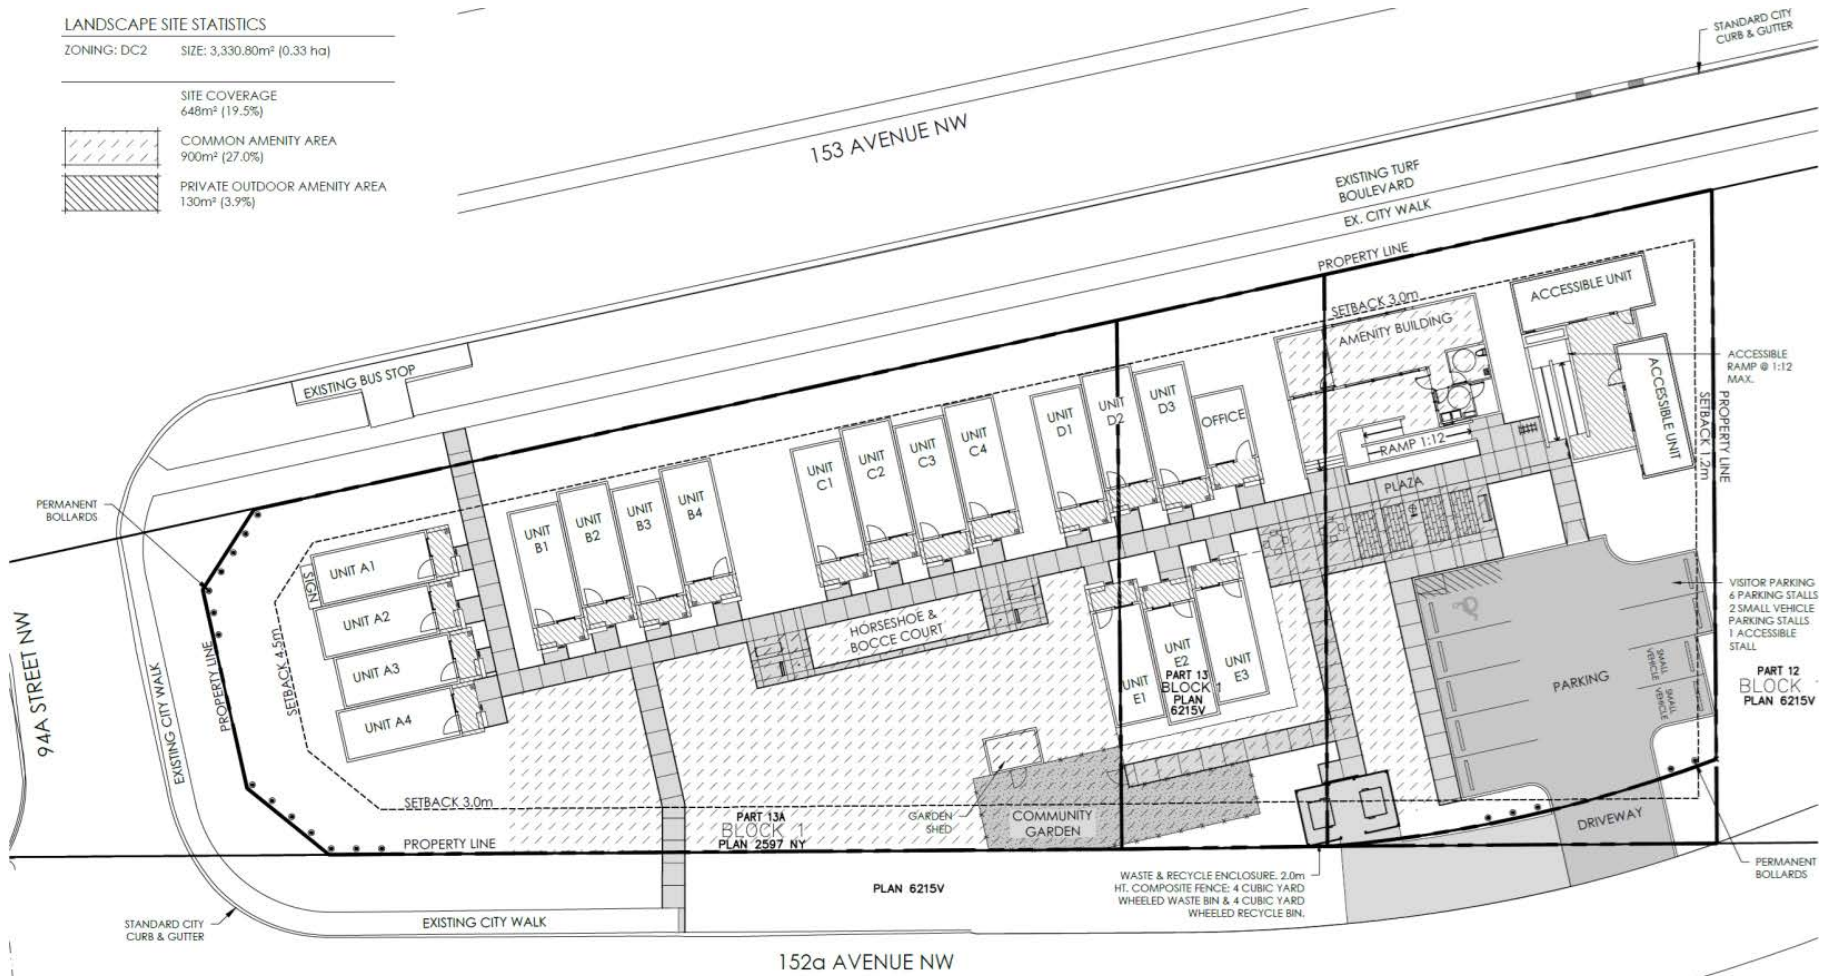 LANDSCAPE SITE STATISTICS
ZONING: DC2 SIZE: 3,330.80m² (0.33 ha)
SITE COVERAGE
648m² (19.5%)
COMMON AMENITY AREA
900m² (27.0%)
PRIVATE OUTDOOR AMENITY AREA
130m² (3.9%)
STANDARD CITY
CURB & GUTTER
153 AVENUE NW
EXISTING TURF
BOULEVARD
EX. CITY WALK
PROPERTY LINE
SETBACK 3.0m
ACCESSIBLE UNIT
AMENITY BUILDING
ACCESSIBLE
RAMP @ 1:12
MAX.
ACCESSIBLE UNIT
SETBACK 1.2m
PROPERTY LINE
EXISTING BUS STOP
UNIT
D1
UNIT
D2
UNIT
D3
OFFICE
RAMP 1:12
PLAZA
UNIT
C1
UNIT
C2
UNIT
C3
UNIT
C4
UNIT
B1
UNIT
B2
UNIT
B3
UNIT
B4
PERMANENT
BOLLARDS
SIGN
UNIT A1
UNIT A2
UNIT A3
UNIT A4
HORSESHOE &
BOCCE COURT
UNIT
E1
UNIT
E2
UNIT
E3
PART 13
BLOCK 1
PLAN
6215V
VISITOR PARKING
6 PARKING STALLS
2 SMALL VEHICLE
PARKING STALLS
1 ACCESSIBLE
STALL
PARKING
SMALL
VEHICLE
SMALL
VEHICLE
PART 12
BLOCK
PLAN 6215V
94A STREET NW
EXISTING CITY WALK
PROPERTY LINE
SETBACK 4.5m
SETBACK 3.0m
PROPERTY LINE
PART 13A
BLOCK 1
PLAN 2597 NY
GARDEN
SHED
COMMUNITY
GARDEN
DRIVEWAY
PERMANENT
BOLLARDS
WASTE & RECYCLE ENCLOSURE. 2.0m
HT. COMPOSITE FENCE: 4 CUBIC YARD
WHEELED WASTE BIN & 4 CUBIC YARD
WHEELED RECYCLE BIN.
PLAN 6215V
STANDARD CITY
CURB & GUTTER
EXISTING CITY WALK
152a AVENUE NW